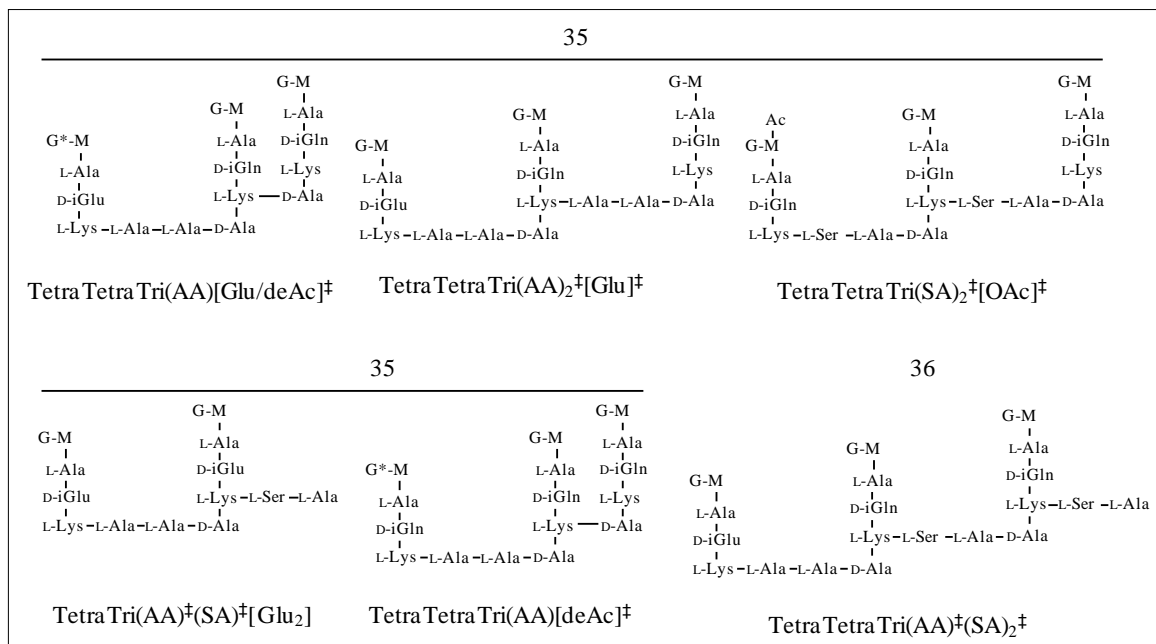 35
G*-M
L-Ala
D-iGlu
L-Lys–L-Ala–L-Ala–D-Ala
G-M
L-Ala
D-iGln
L-Lys—D-Ala
G-M
L-Ala
D-iGln
L-Lys
TetraTetraTri(AA)[Glu/deAc]‡
G-M
L-Ala
D-iGlu
L-Lys–L-Ala–L-Ala–D-Ala
G-M
L-Ala
D-iGln
L-Lys–L-Ala–L-Ala–D-Ala
G-M
L-Ala
D-iGln
L-Lys
TetraTetraTri(AA)₂‡[Glu]‡
Ac
G-M
L-Ala
D-iGln
L-Lys–L-Ser–L-Ala–D-Ala
G-M
L-Ala
D-iGln
L-Lys–L-Ser–L-Ala–D-Ala
G-M
L-Ala
D-iGln
L-Lys
TetraTetraTri(SA)₂‡[OAc]‡
35
G-M
L-Ala
D-iGlu
L-Lys–L-Ala–L-Ala–D-Ala
G-M
L-Ala
D-iGlu
L-Lys–L-Ser–L-Ala
TetraTri(AA)‡(SA)‡[Glu₂]
G*-M
L-Ala
D-iGln
L-Lys–L-Ala–L-Ala–D-Ala
G-M
L-Ala
D-iGln
L-Lys—D-Ala
G-M
L-Ala
D-iGln
L-Lys
TetraTetraTri(AA)[deAc]‡
36
G-M
L-Ala
D-iGlu
L-Lys–L-Ala–L-Ala–D-Ala
G-M
L-Ala
D-iGln
L-Lys–L-Ser–L-Ala–D-Ala
G-M
L-Ala
D-iGln
L-Lys–L-Ser–L-Ala
TetraTetraTri(AA)‡(SA)₂‡